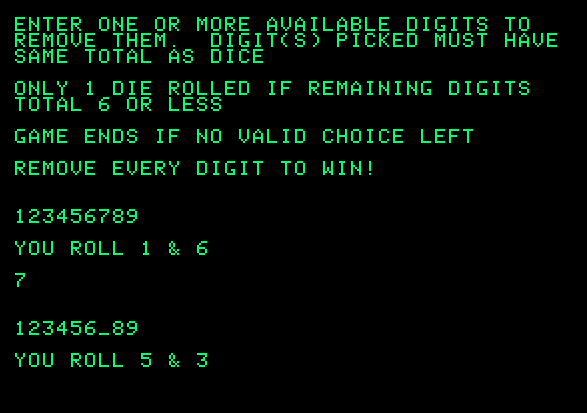 ENTER ONE OR MORE AVAILABLE DIGITS TO
REMOVE THEM.  DIGIT(S) PICKED MUST HAVE
SAME TOTAL AS DICE
ONLY 1 DIE ROLLED IF REMAINING DIGITS
TOTAL 6 OR LESS
GAME ENDS IF NO VALID CHOICE LEFT
REMOVE EVERY DIGIT TO WIN!
123456789
YOU ROLL 1 & 6
7
123456_89
YOU ROLL 5 & 3